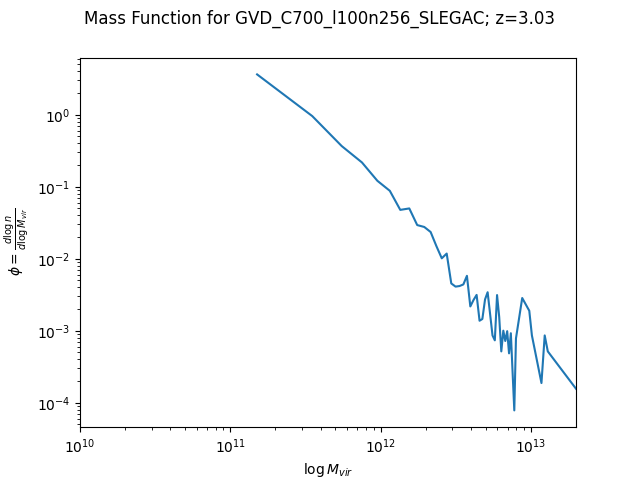 Mass Function for GVD_C700_l100n256_SLEGAC; z=3.03
10^0
10^-1
10^-2
10^-3
10^-4
ϕ = d log n / d log M_vir
10^10 10^11 10^12 10^13
log M_vir